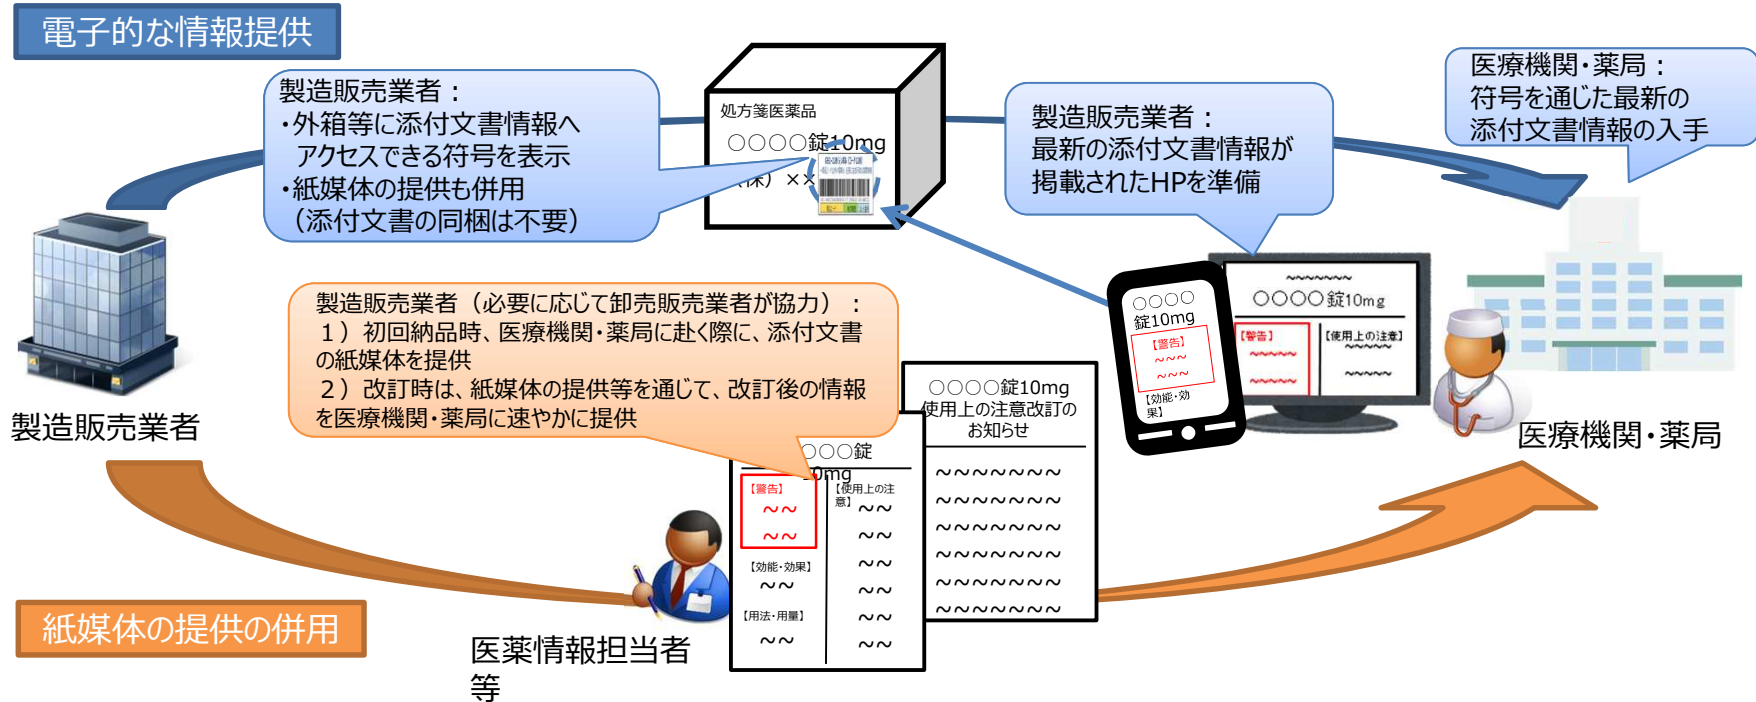 電子的な情報提供
製造販売業者：
・外箱等に添付文書情報へ
アクセスできる符号を表示
・紙媒体の提供も併用
（添付文書の同梱は不要）
処方箋医薬品
○○○○錠10mg
（株）××
製造販売業者：
最新の添付文書情報が
掲載されたHPを準備
医療機関・薬局：
符号を通じた最新の
添付文書情報の入手
製造販売業者
製造販売業者（必要に応じて卸売販売業者が協力）：
１）初回納品時、医療機関・薬局に赴く際に、添付文書
の紙媒体を提供
２）改訂時は、紙媒体の提供等を通じて、改訂後の情報
を医療機関・薬局に速やかに提供
○○○○
錠10mg
【警告】
～～～
～～～
【効能・効
果】
～～～～～～～
○○○○錠10mg
【警告】
～～～～～
～～～～～
【使用上の注意】
～～～～～
～～～～～
医療機関・薬局
○○○錠
10mg
【警告】
～～
～～
【効能・効果】
～～
【用法・用量】
～～
【使用上の注
意】
～～
～～
～～
～～
～～
～～
○○○○錠10mg
使用上の注意改訂の
お知らせ
～～～～～～～
～～～～～～～
～～～～～～～
～～～～～～～
～～～～～～～
～～～～～～～
紙媒体の提供の併用
医薬情報担当者
等